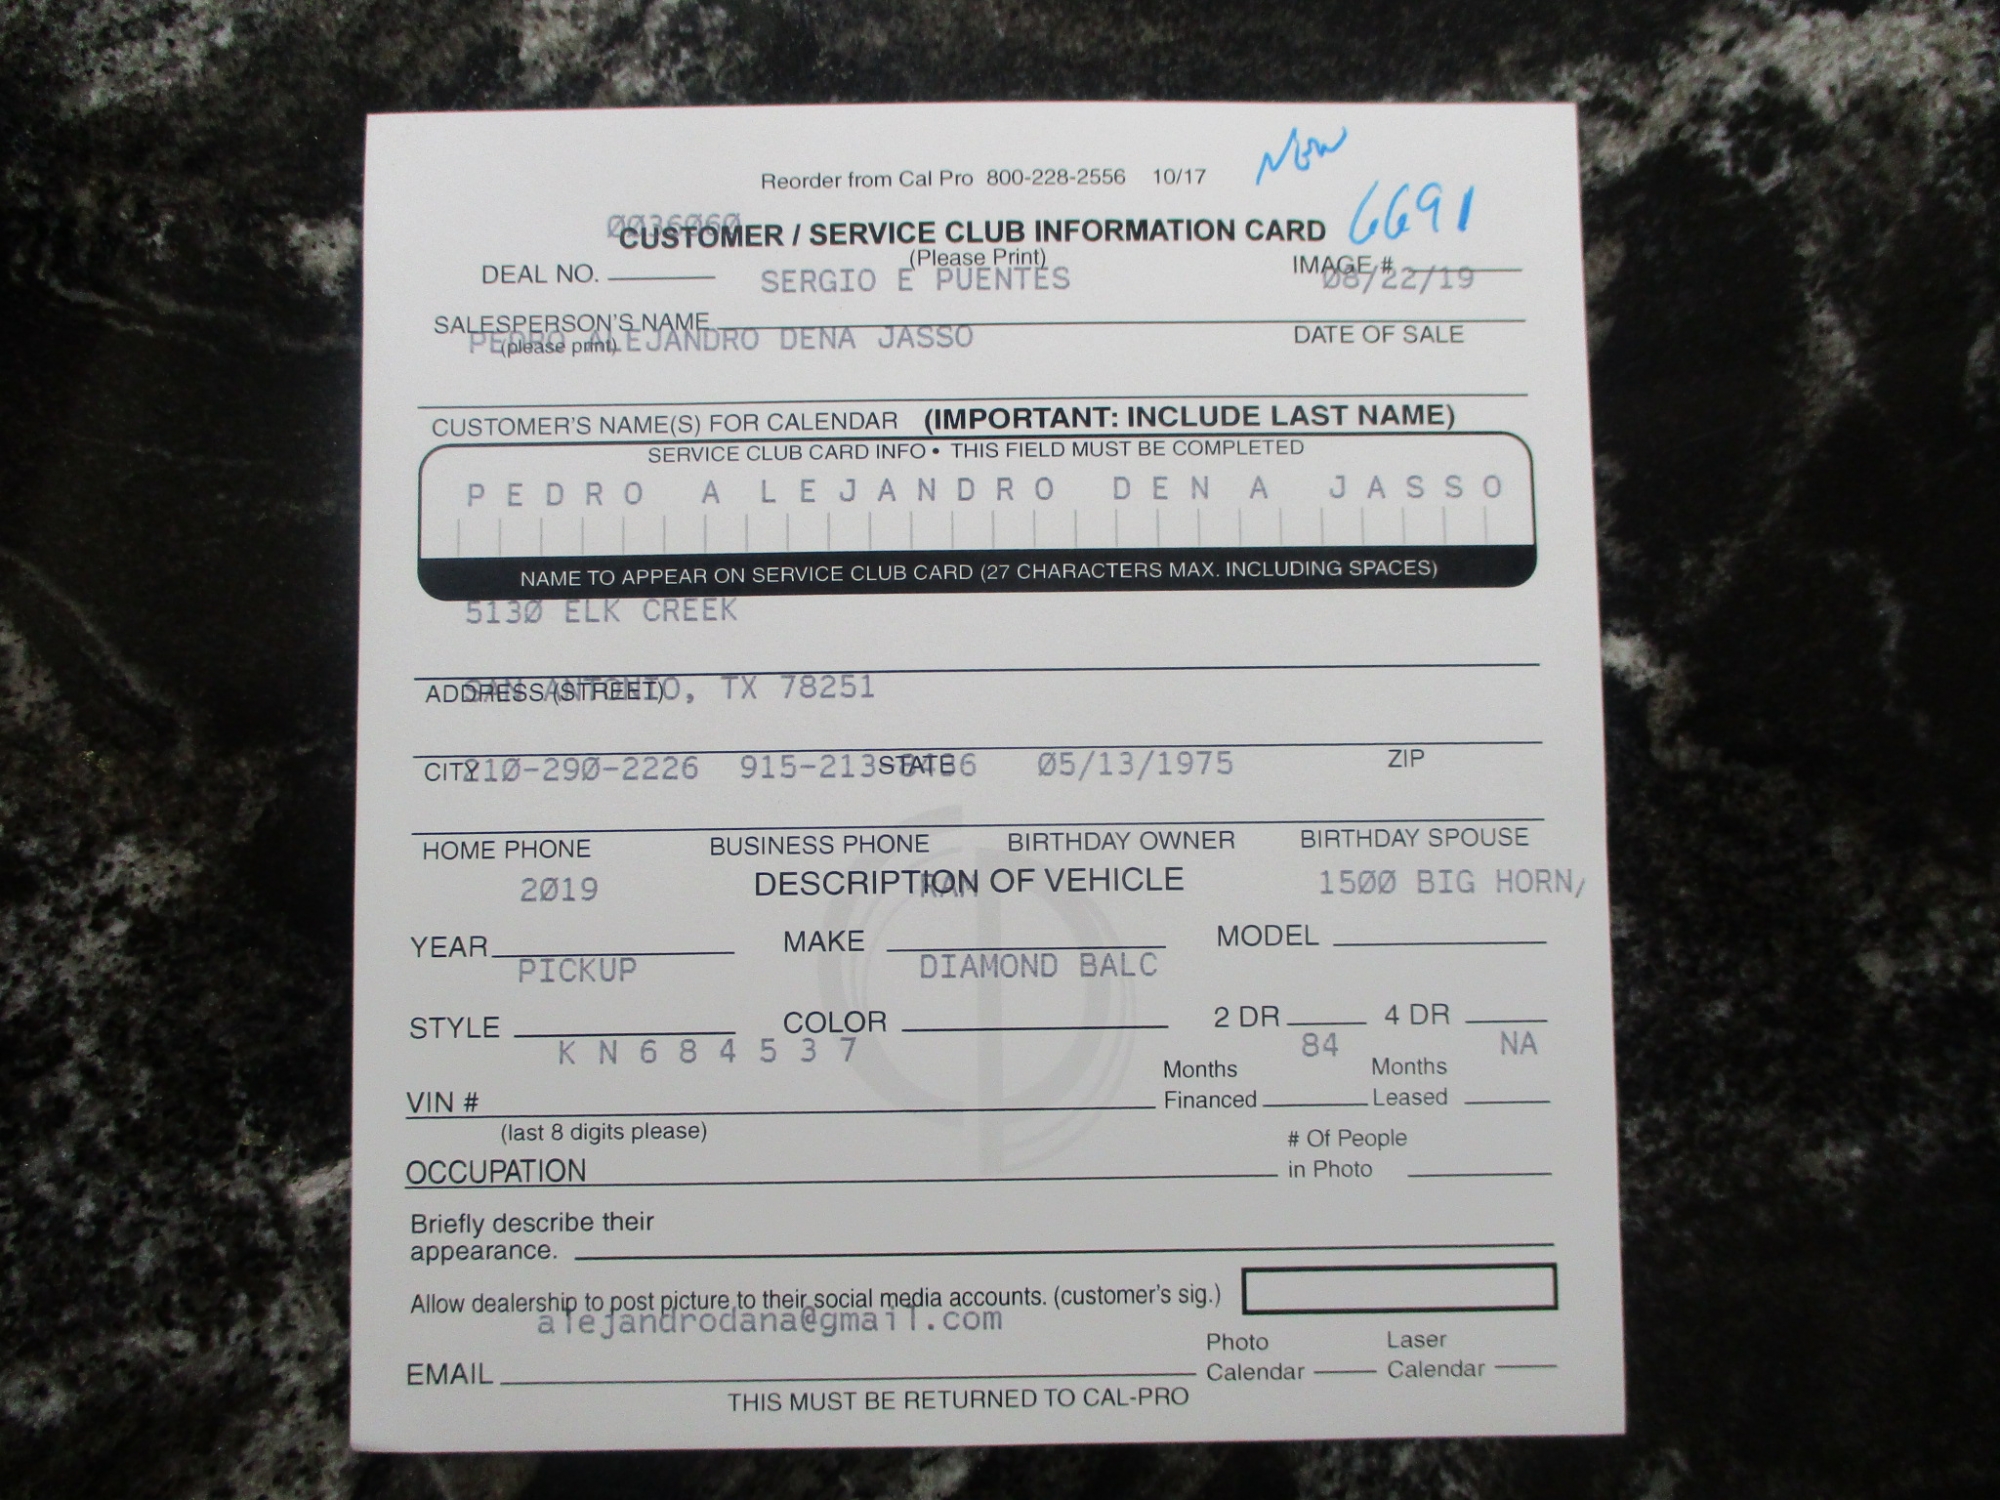 Reorder from Cal Pro 800-228-2556 10/17
New
0036060
CUSTOMER / SERVICE CLUB INFORMATION CARD 6691
(Please Print)
DEAL NO. SERGIO E PUENTES IMAGE # 08/22/19
SALESPERSON'S NAME DATE OF SALE
(please print)
PEDRO ALEJANDRO DENA JASSO
CUSTOMER'S NAME(S) FOR CALENDAR (IMPORTANT: INCLUDE LAST NAME)
SERVICE CLUB CARD INFO • THIS FIELD MUST BE COMPLETED
PEDRO ALEJANDRO DENA JASSO
NAME TO APPEAR ON SERVICE CLUB CARD (27 CHARACTERS MAX. INCLUDING SPACES)
5130 ELK CREEK
ADDRESS (STREET)
SAN ANTONIO, TX 78251
CITY STATE ZIP
210-290-2226 915-213 05/13/1975
HOME PHONE BUSINESS PHONE BIRTHDAY OWNER BIRTHDAY SPOUSE
DESCRIPTION OF VEHICLE
2019 RAM 1500 BIG HORN/
YEAR MAKE MODEL
PICKUP DIAMOND BALC
STYLE COLOR 2 DR 4 DR
KN684537 84 NA
VIN # Months Financed Months Leased
(last 8 digits please)
OCCUPATION # Of People in Photo
Briefly describe their
appearance.
Allow dealership to post picture to their social media accounts. (customer's sig.)
alejandrodana@gmail.com
EMAIL Photo Calendar Laser Calendar
THIS MUST BE RETURNED TO CAL-PRO